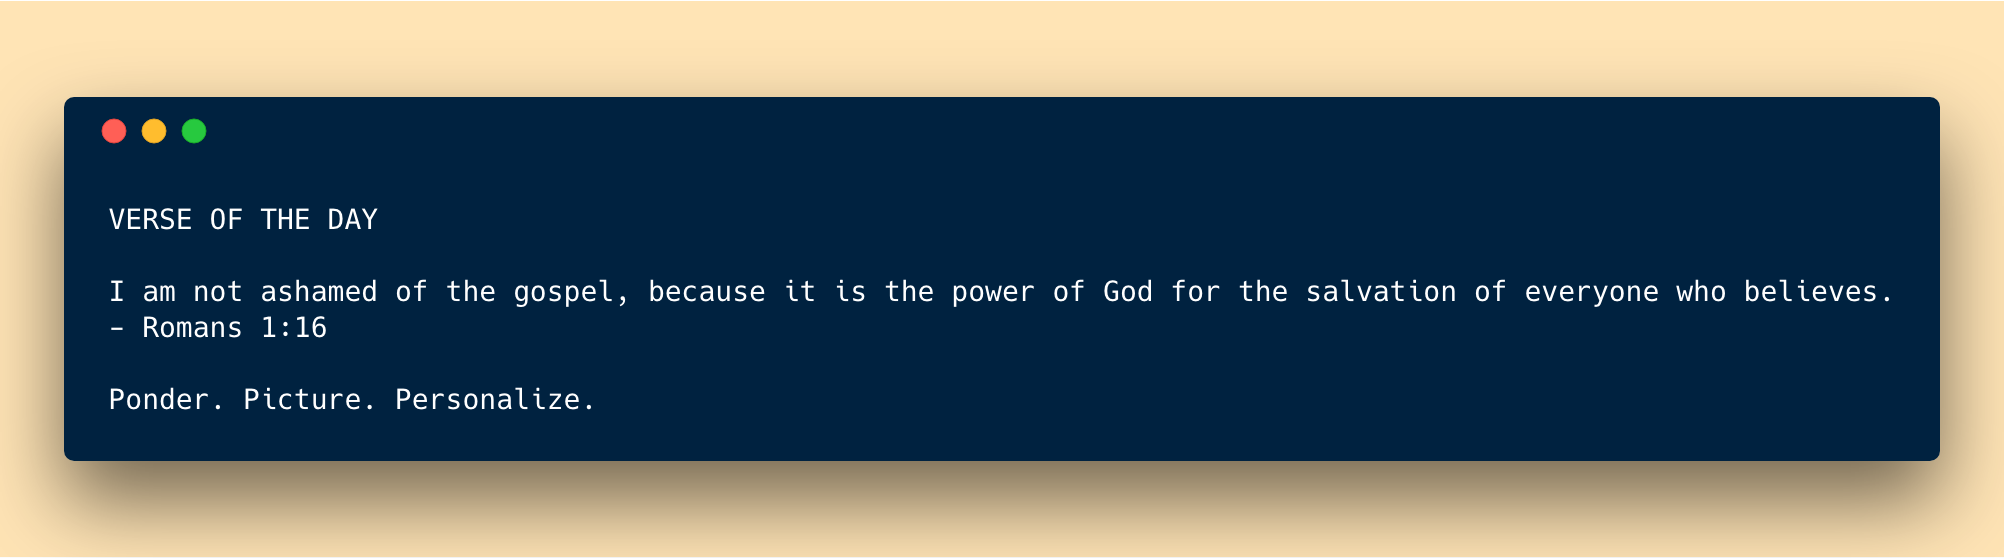 VERSE OF THE DAY
I am not ashamed of the gospel, because it is the power of God for the salvation of everyone who believes.
- Romans 1:16
Ponder. Picture. Personalize.